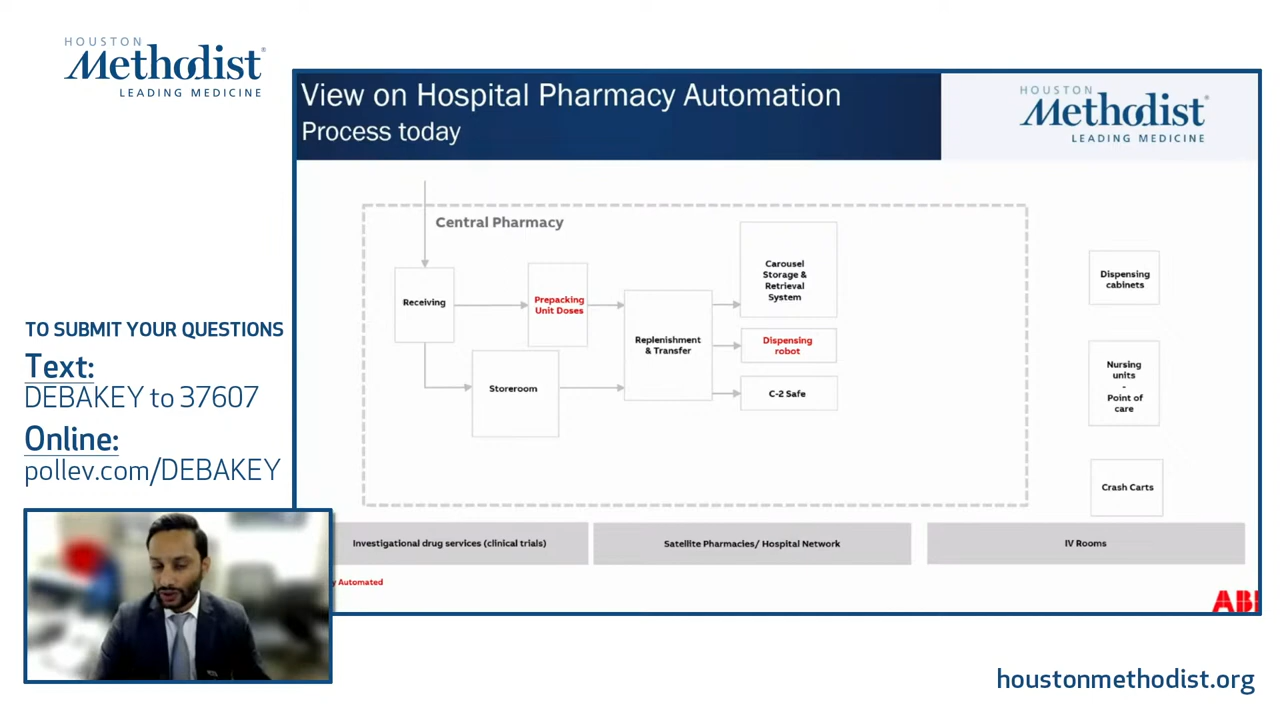 HOUSTON
Methodist
LEADING MEDICINE
View on Hospital Pharmacy Automation
Process today
HOUSTON
Methodist
LEADING MEDICINE
Central Pharmacy
Receiving
Prepacking
Unit Doses
Storeroom
Replenishment
& Transfer
Carousel
Storage &
Retrieval
System
Dispensing
robot
C-2 Safe
Dispensing
cabinets
Nursing
units
-
Point of
care
Crash Carts
Investigational drug services (clinical trials)
Satellite Pharmacies/ Hospital Network
IV Rooms
y Automated
ABB
TO SUBMIT YOUR QUESTIONS
Text:
DEBAKEY to 37607
Online:
pollev.com/DEBAKEY
houstonmethodist.org